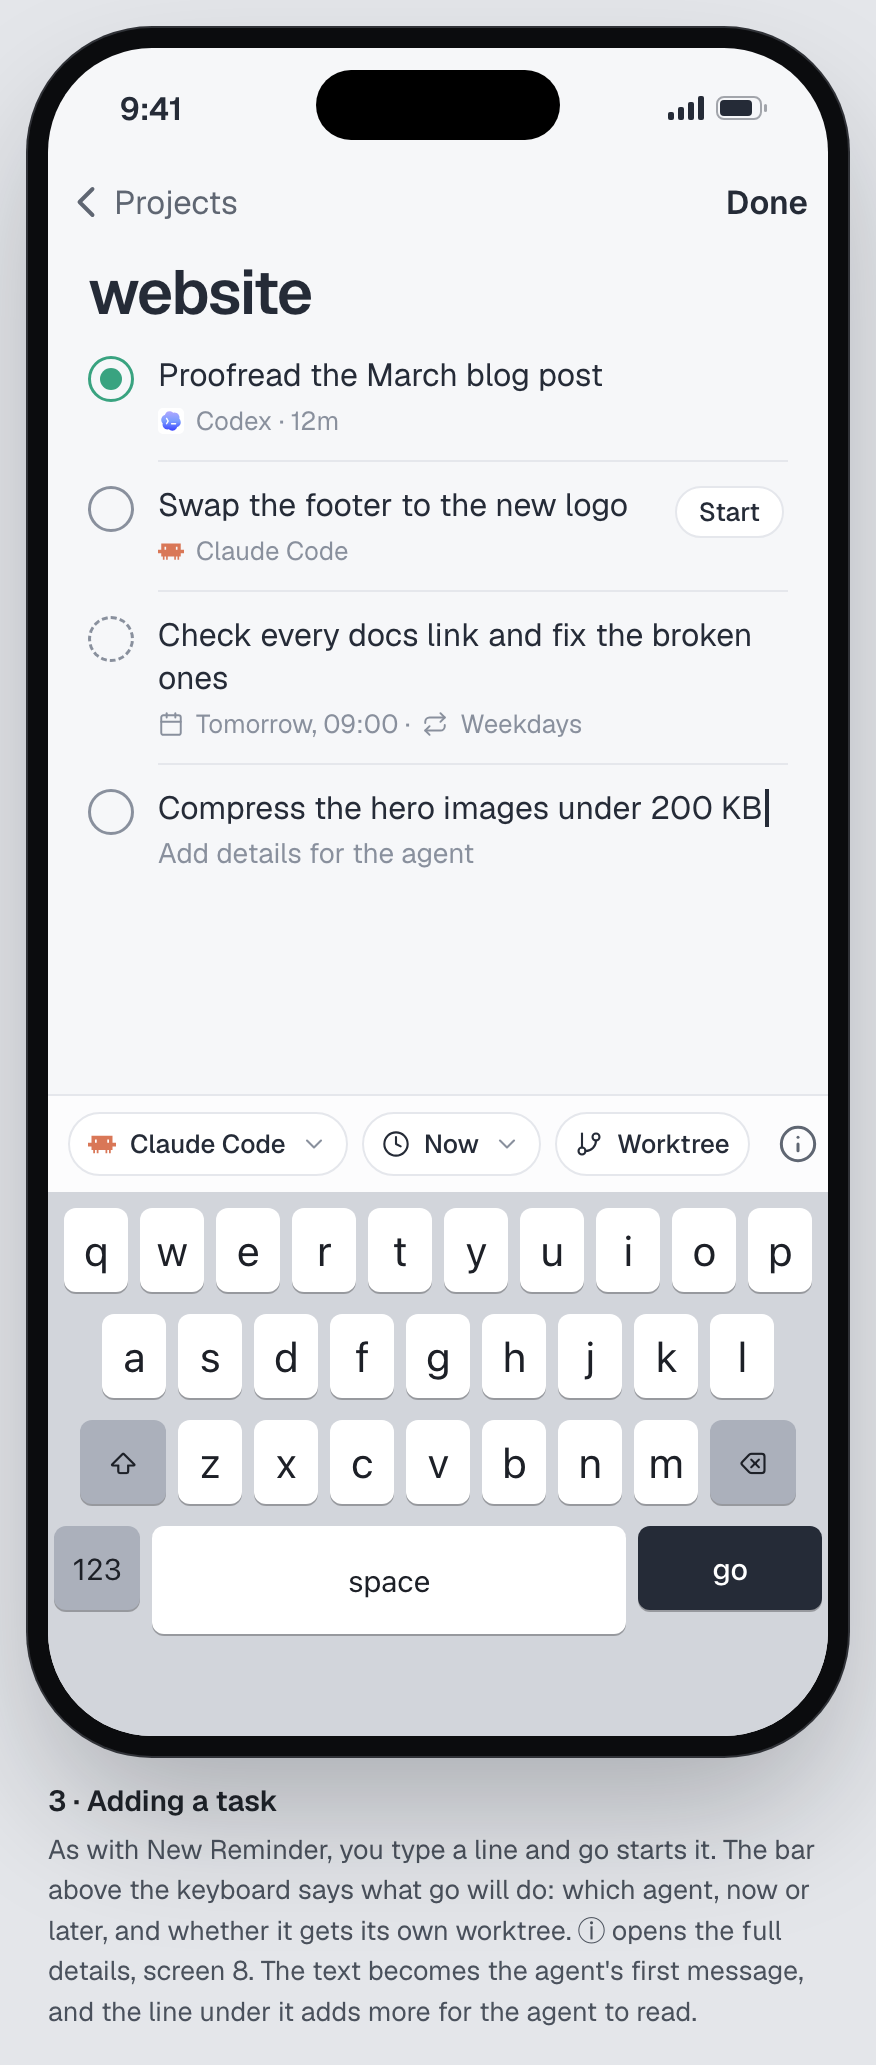 9:41
Projects
Done
website
Proofread the March blog post
Codex · 12m
Swap the footer to the new logo
Start
Claude Code
Check every docs link and fix the broken
ones
Tomorrow, 09:00 · Weekdays
Compress the hero images under 200 KB
Add details for the agent
Claude Code
Now
Worktree
q w e r t y u i o p
a s d f g h j k l
z x c v b n m
123
space
go
3 · Adding a task
As with New Reminder, you type a line and go starts it. The bar
above the keyboard says what go will do: which agent, now or
later, and whether it gets its own worktree. ⓘ opens the full
details, screen 8. The text becomes the agent's first message,
and the line under it adds more for the agent to read.